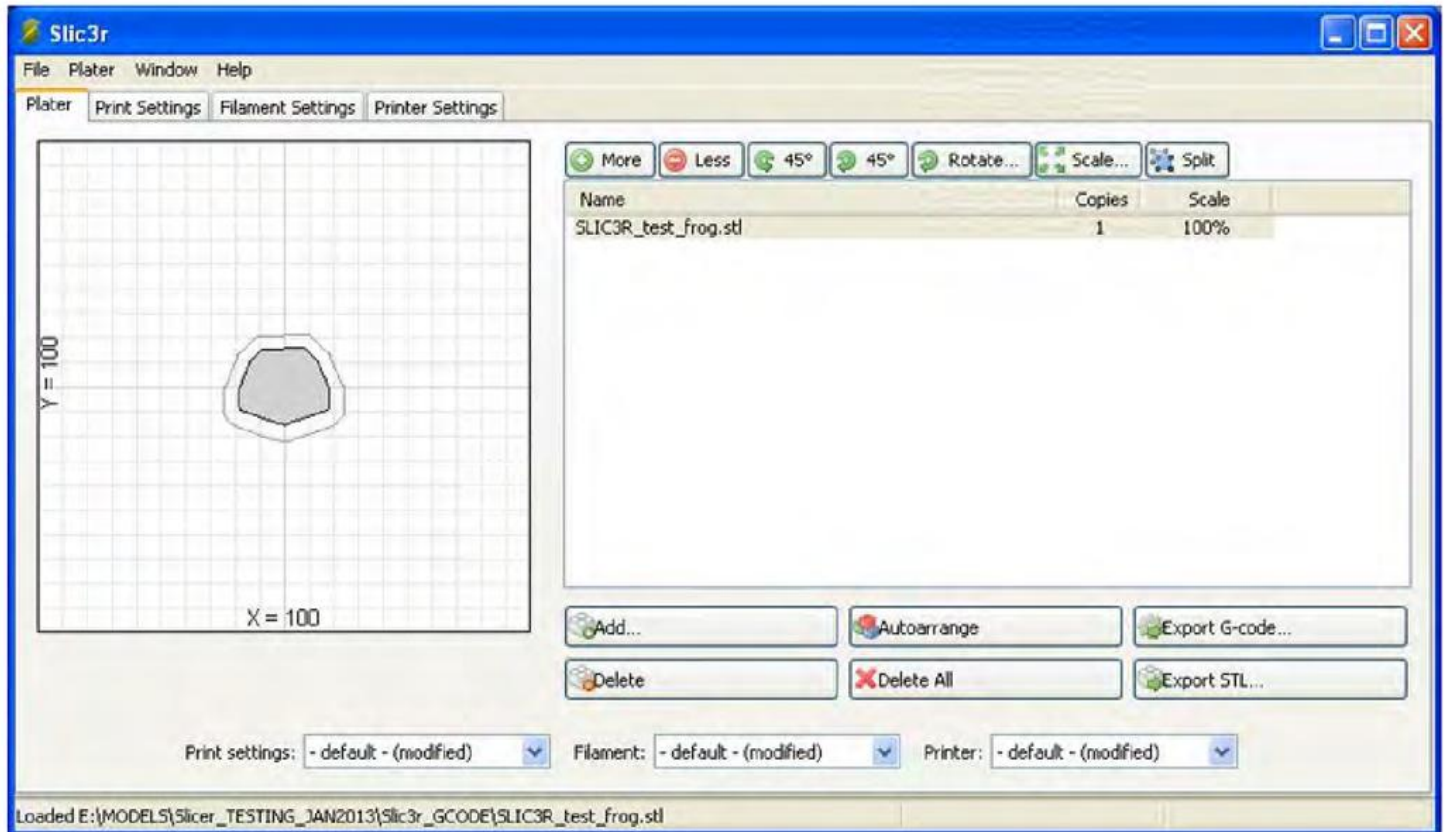 Slic3r
File Plater Window Help
Plater Print Settings Filament Settings Printer Settings
More Less 45° 45° Rotate... Scale... Split
Name Copies Scale
SLIC3R_test_frog.stl 1 100%
Y = 100
X = 100
Add... Autoarrange Export G-code...
Delete Delete All Export STL...
Print settings: - default - (modified) Filament: - default - (modified) Printer: - default - (modified)
Loaded E:\MODELS\Slicer_TESTING_JAN2013\Slic3r_GCODE\SLIC3R_test_frog.stl